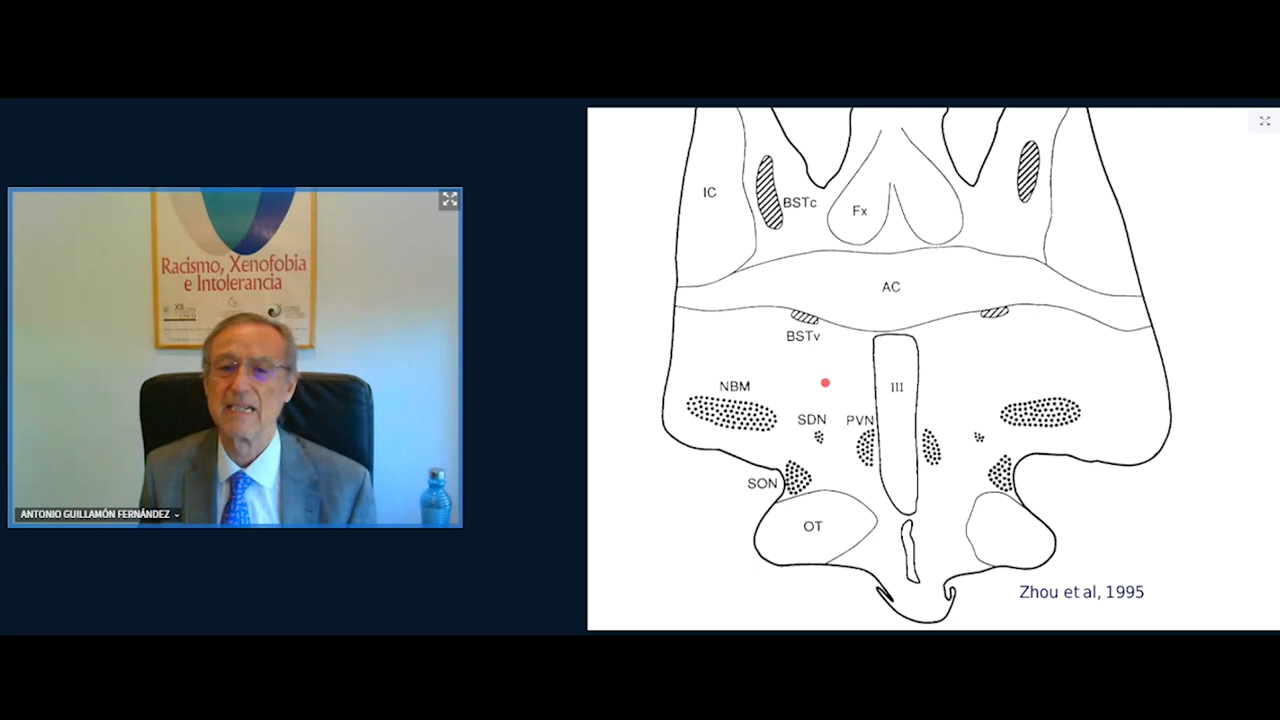 Racismo, Xenofobia
e Intolerancia
XII
ANTONIO GUILLAMÓN FERNÁNDEZ
IC
BSTc
Fx
AC
BSTv
NBM
III
SDN
PVN
SON
OT
Zhou et al, 1995